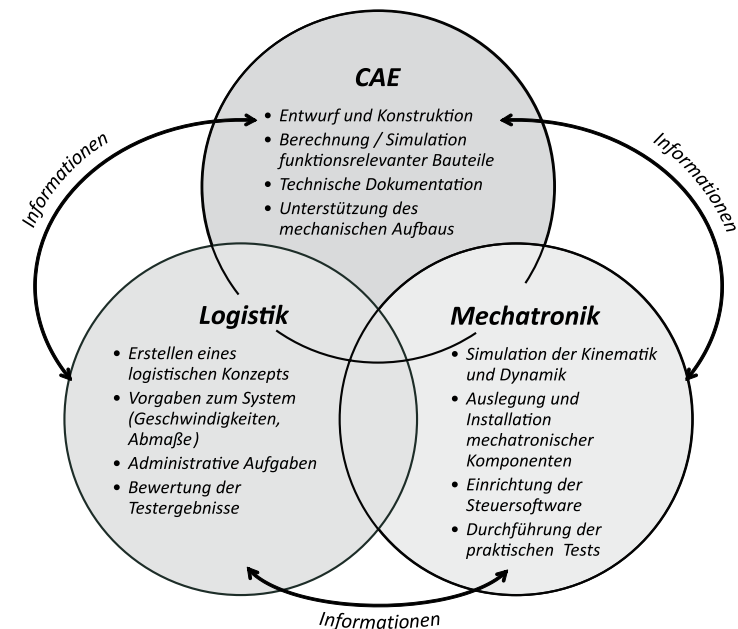 CAE
• Entwurf und Konstruktion
• Berechnung / Simulation
funktionsrelevanter Bauteile
• Technische Dokumentation
• Unterstützung des
mechanischen Aufbaus
Informationen
Informationen
Logistik
• Erstellen eines
logistischen Konzepts
• Vorgaben zum System
(Geschwindigkeiten,
Abmaße)
• Administrative Aufgaben
• Bewertung der
Testergebnisse
Mechatronik
• Simulation der Kinematik
und Dynamik
• Auslegung und
Installation
mechatronischer
Komponenten
• Einrichtung der
Steuersoftware
• Durchführung der
praktischen Tests
Informationen